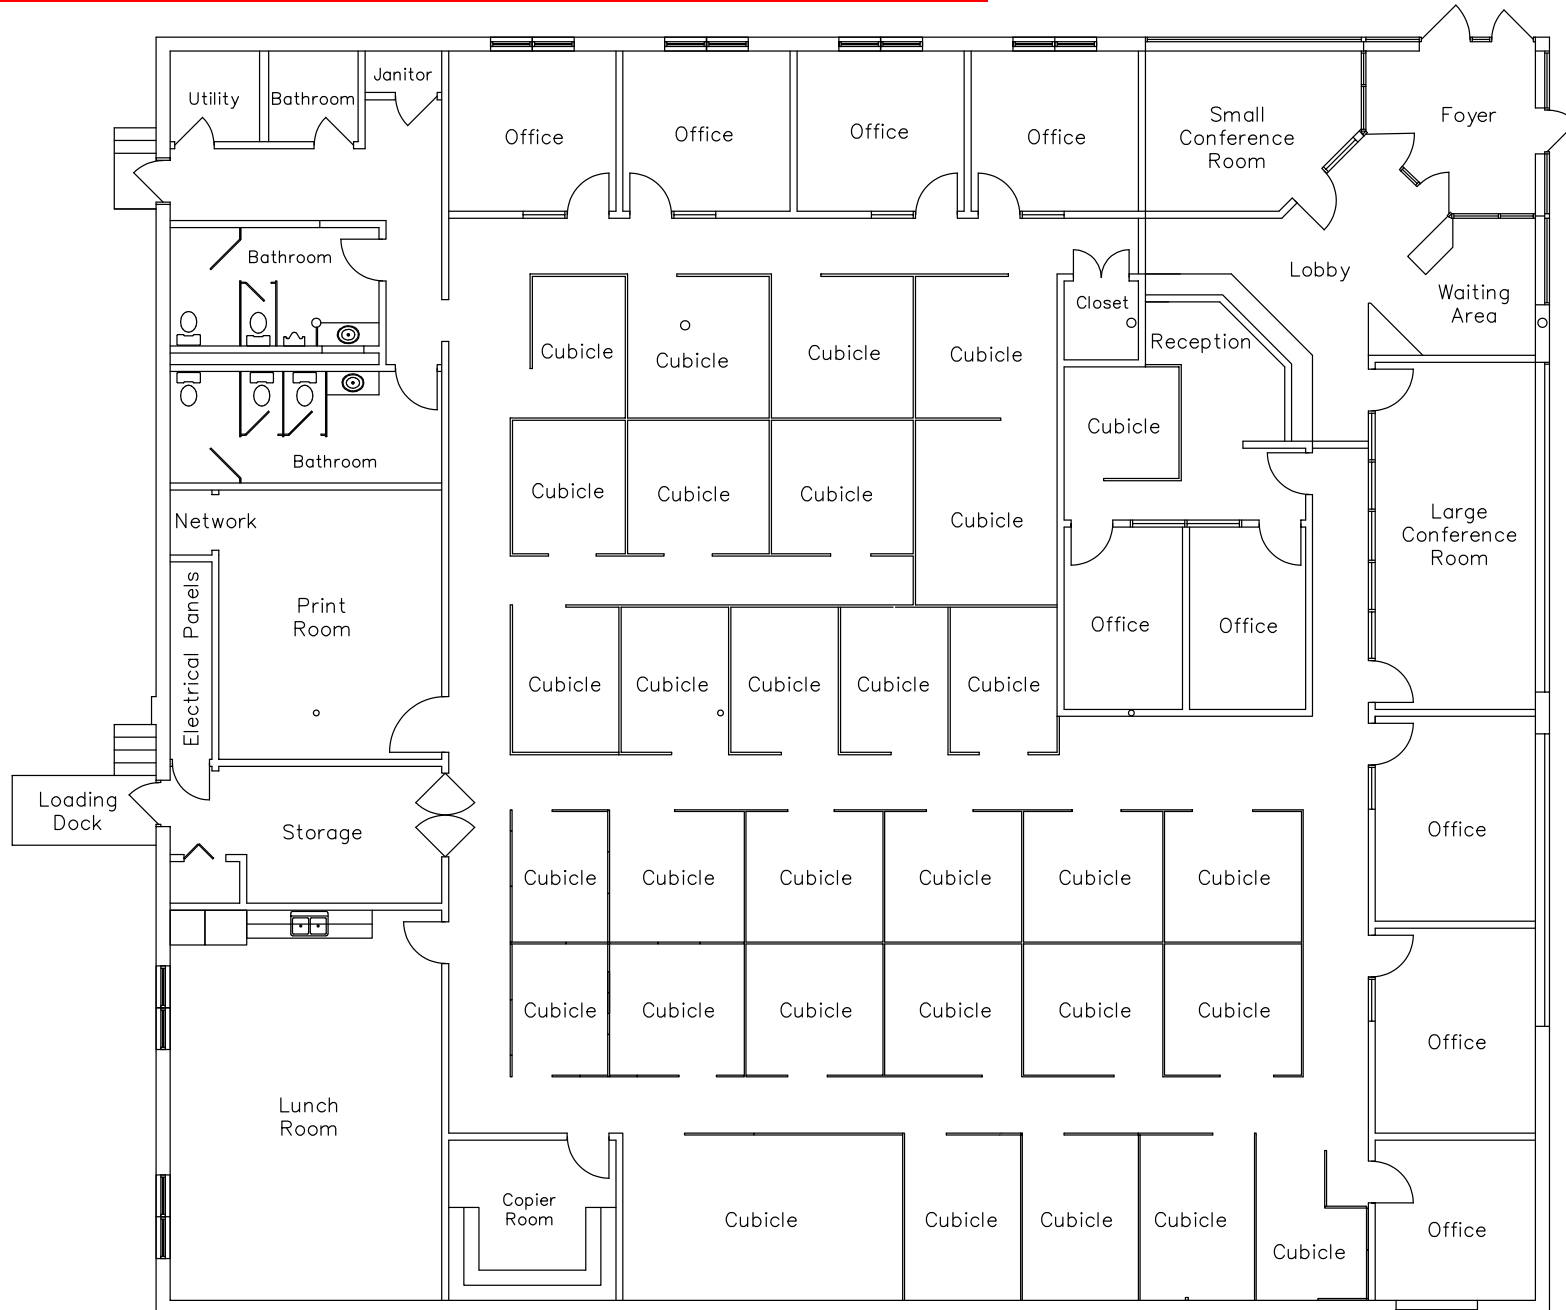 Janitor
Utility
Bathroom
Office
Office
Office
Office
Small
Conference
Room
Foyer
Bathroom
Lobby
Closet
Waiting
Area
Reception
Cubicle
Cubicle
Cubicle
Cubicle
Cubicle
Bathroom
Cubicle
Cubicle
Cubicle
Cubicle
Network
Large
Conference
Room
Electrical Panels
Print
Room
Office
Office
Cubicle
Cubicle
Cubicle
Cubicle
Cubicle
Loading
Dock
Storage
Office
Cubicle
Cubicle
Cubicle
Cubicle
Cubicle
Cubicle
Cubicle
Cubicle
Cubicle
Cubicle
Cubicle
Cubicle
Office
Lunch
Room
Copier
Room
Cubicle
Cubicle
Cubicle
Cubicle
Cubicle
Office